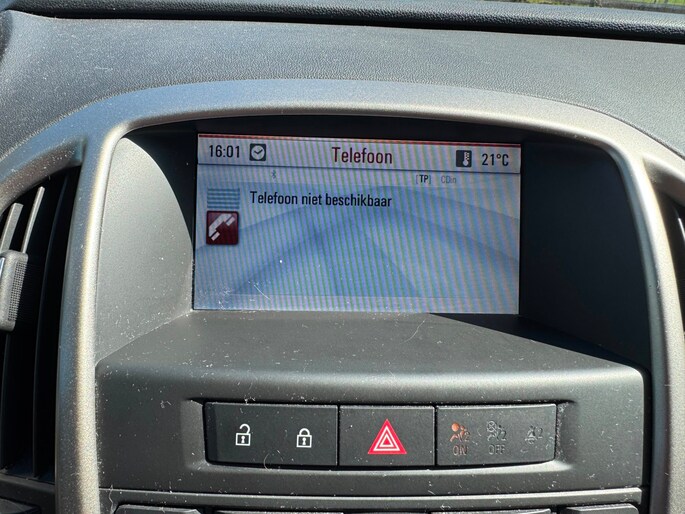 16:01 Telefoon 21°C
[TP] CDin
Telefoon niet beschikbaar
ON OFF